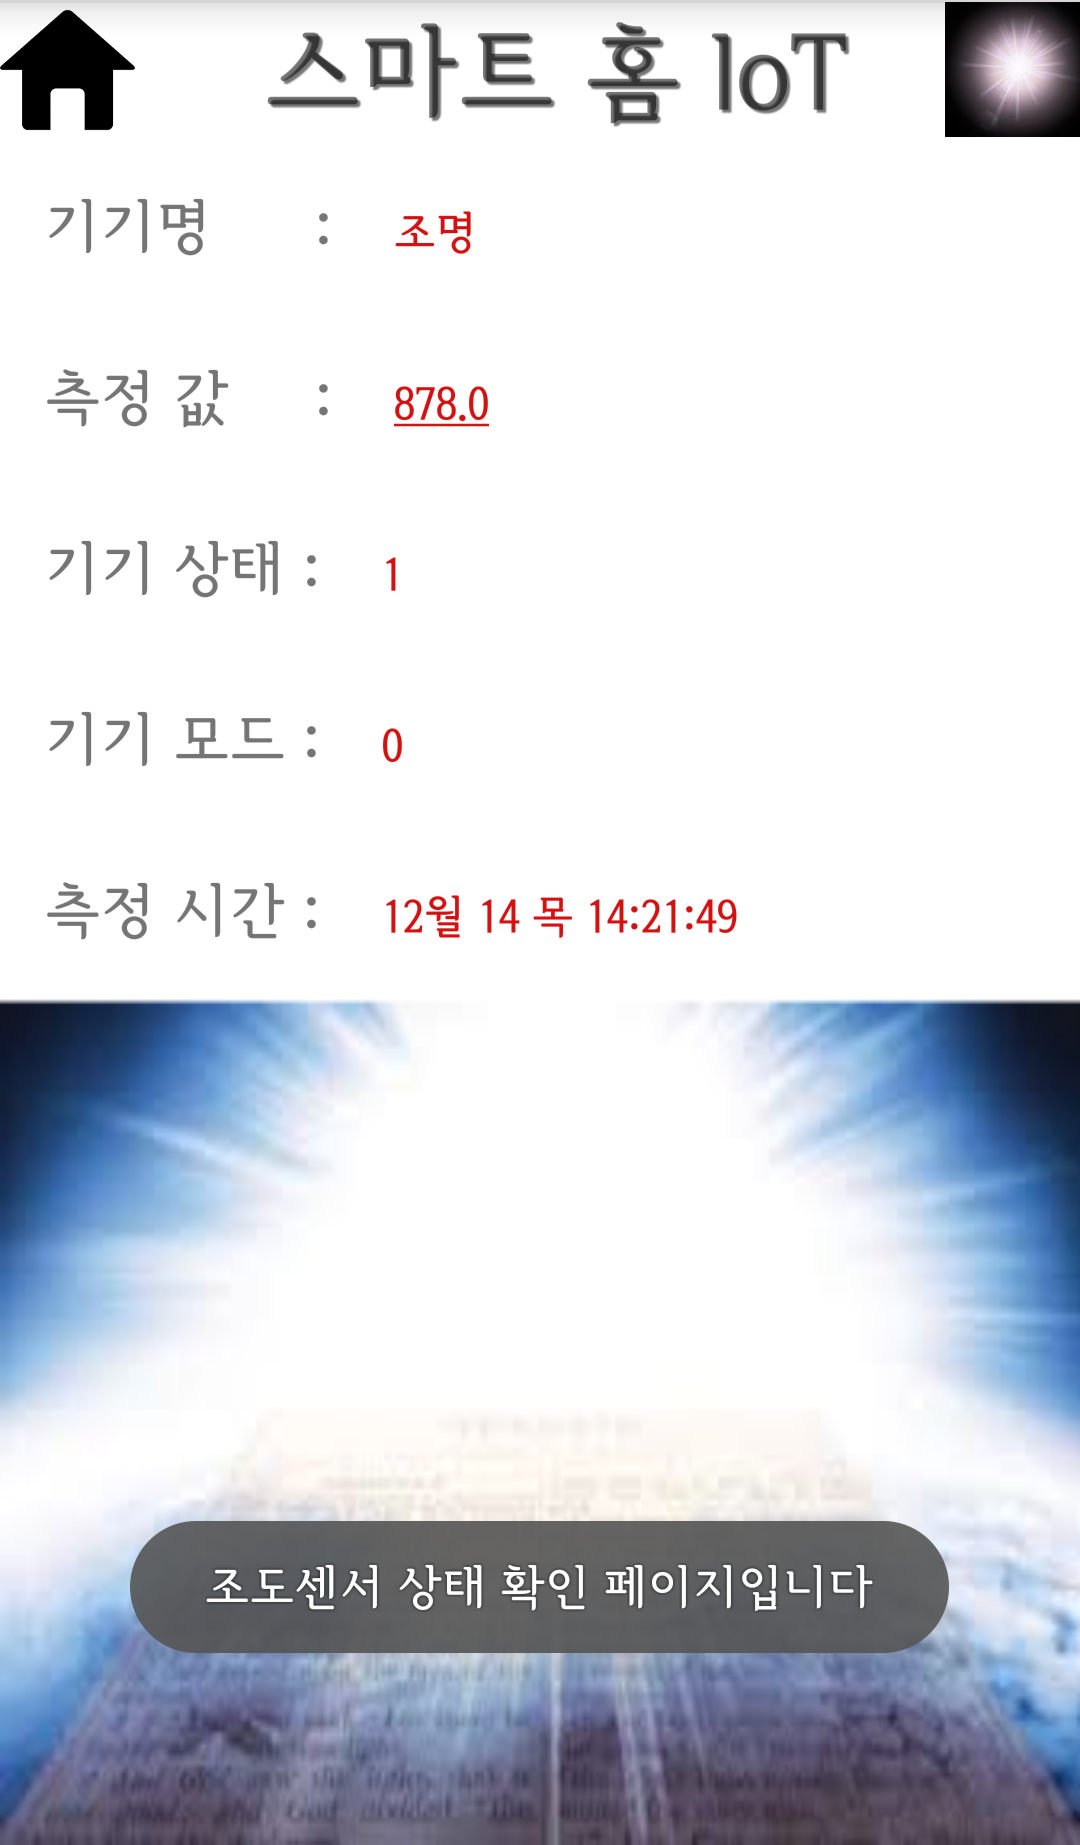 스마트 홈 IoT
기기명 : 조명
측정 값 : 878.0
기기 상태 : 1
기기 모드 : 0
측정 시간 : 12월 14 목 14:21:49
조도센서 상태 확인 페이지입니다